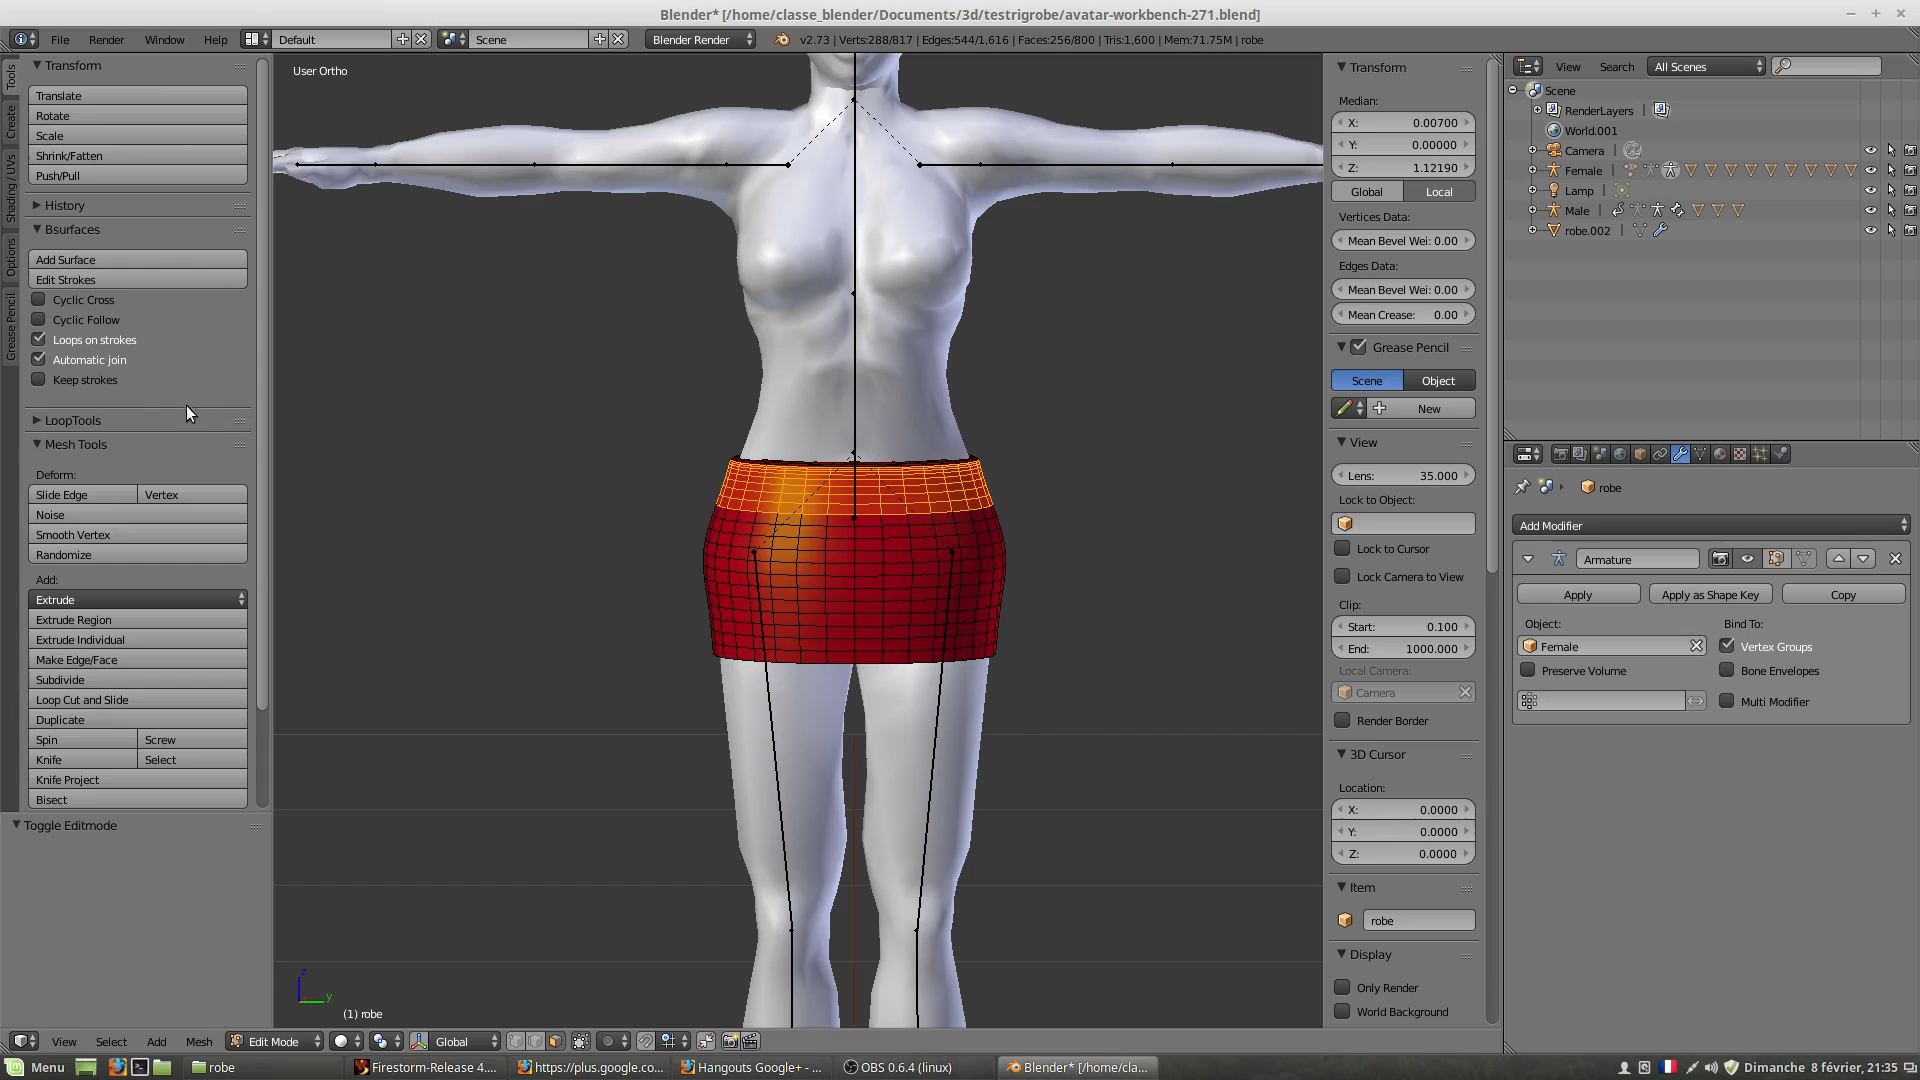 Blender* [/home/classe_blender/Documents/3d/testrigrobe/avatar-workbench-271.blend]
File Render Window Help Default Scene Blender Render v2.73 | Verts:288/817 | Edges:544/1,616 | Faces:256/800 | Tris:1,600 | Mem:71.75M | robe
Tools
Create
Shading / UVs
Options
Grease Pencil
Transform
Translate
Rotate
Scale
Shrink/Fatten
Push/Pull
History
Bsurfaces
Add Surface
Edit Strokes
Cyclic Cross
Cyclic Follow
Loops on strokes
Automatic join
Keep strokes
LoopTools
Mesh Tools
Deform:
Slide Edge Vertex
Noise
Smooth Vertex
Randomize
Add:
Extrude
Extrude Region
Extrude Individual
Make Edge/Face
Subdivide
Loop Cut and Slide
Duplicate
Spin Screw
Knife Select
Knife Project
Bisect
Toggle Editmode
User Ortho
z
y
(1) robe
View Select Add Mesh Edit Mode Global
Transform
Median:
X: 0.00700
Y: 0.00000
Z: 1.12190
Global Local
Vertices Data:
Mean Bevel Wei: 0.00
Edges Data:
Mean Bevel Wei: 0.00
Mean Crease: 0.00
Grease Pencil
Scene Object
New
View
Lens: 35.000
Lock to Object:
Lock to Cursor
Lock Camera to View
Clip:
Start: 0.100
End: 1000.000
Local Camera:
Camera
Render Border
3D Cursor
Location:
X: 0.0000
Y: 0.0000
Z: 0.0000
Item
robe
Display
Only Render
World Background
View Search All Scenes
Scene
RenderLayers
World.001
Camera
Female
Lamp
Male
robe.002
robe
Add Modifier
Armature
Apply Apply as Shape Key Copy
Object: Bind To:
Female Vertex Groups
Preserve Volume Bone Envelopes
Multi Modifier
Menu robe Firestorm-Release 4.... https://plus.google.co... Hangouts Google+ - ... OBS 0.6.4 (linux) Blender* [/home/cla... Dimanche 8 février, 21:35